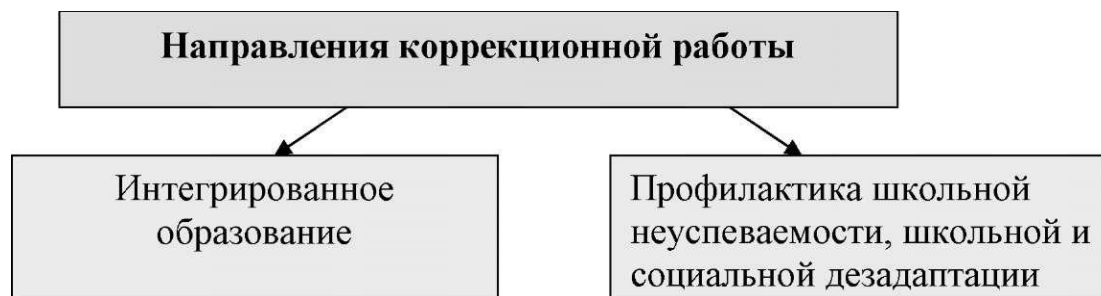 Направления коррекционной работы
Интегрированное
образование
Профилактика школьной
неуспеваемости, школьной и
социальной дезадаптации